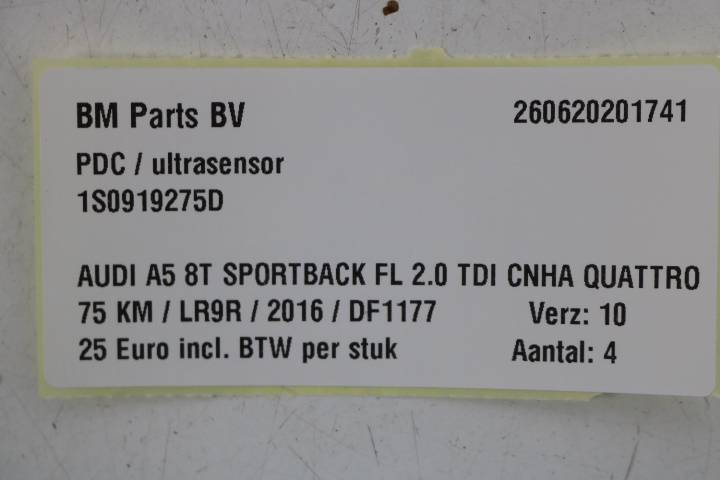 BM Parts BV 260620201741
PDC / ultrasensor
1S0919275D
AUDI A5 8T SPORTBACK FL 2.0 TDI CNHA QUATTRO
75 KM / LR9R / 2016 / DF1177 Verz: 10
25 Euro incl. BTW per stuk Aantal: 4